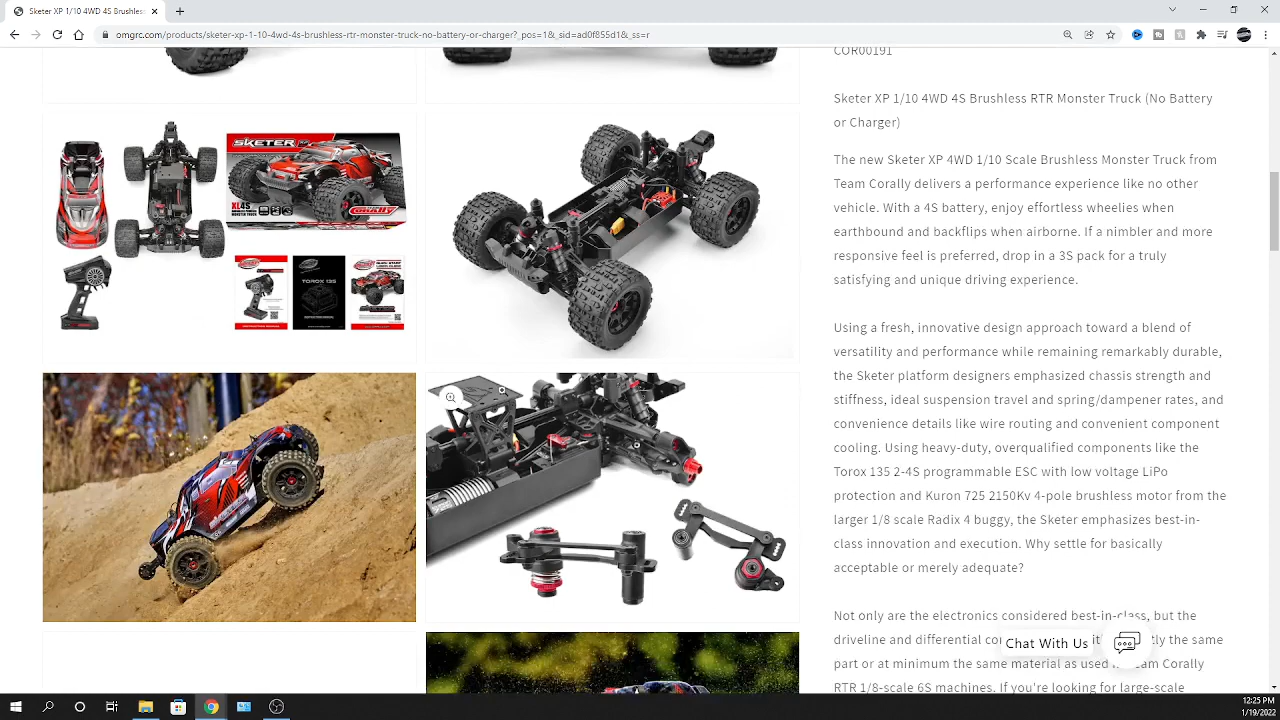 Sketer XP 1/10 4WD 4S Brushless
omgrc.com/products/sketer-xp-1-10-4wd-4s-brushless-rtr-monster-truck-no-battery-or-charger?_pos=1&_sid=ad0f855d1&_ss=r
COR00191
Sketer XP 1/10 4WD 4S Brushless RTR Monster Truck (No Battery
or Charger)
The new Sketer XP 4WD 1/10 Scale Brushless Monster Truck from
Team Corally delivers a performance experience like no other
vehicle. With a 4S battery, enjoy effortless wheelies when
earthbound and backflips when airborne. If a nimbler and more
responsive feel is desired, pop in a 3S pack for a truly
satisfying and unique driving experience.
Using a fresh, innovative design geared toward a blend of
versatility and performance while remaining remarkably durable,
the Sketer platform designers emphasized chassis strength and
stiffness, ideal suspension travel and spring/dampener rates, and
convenience details like wire routing and convenient component
cooling. Using heavy-duty, overqualified components like the
Torox 135 2-4S programmable ESC with low voltage LiPo
protection and Kuron 725 2150Kv 4-pole brushless motor from the
larger 1/8 scale Radix 4 buggy, the Sketer emphasizes best-in-
class innovation and execution. Why settle for basically
acceptable or merely adequate?
Not only are the electronics considered best-in-class, but the
driveline and differential
the same
part or at minimum the same material as used in Team Corally
RTR 1/8-scale 6S machines. If you're looking for large-scale
SKETER
XL4S
CORALLY
TOROX 135
INSTRUCTION MANUAL
Chat With Us
12:25 PM
1/19/2022